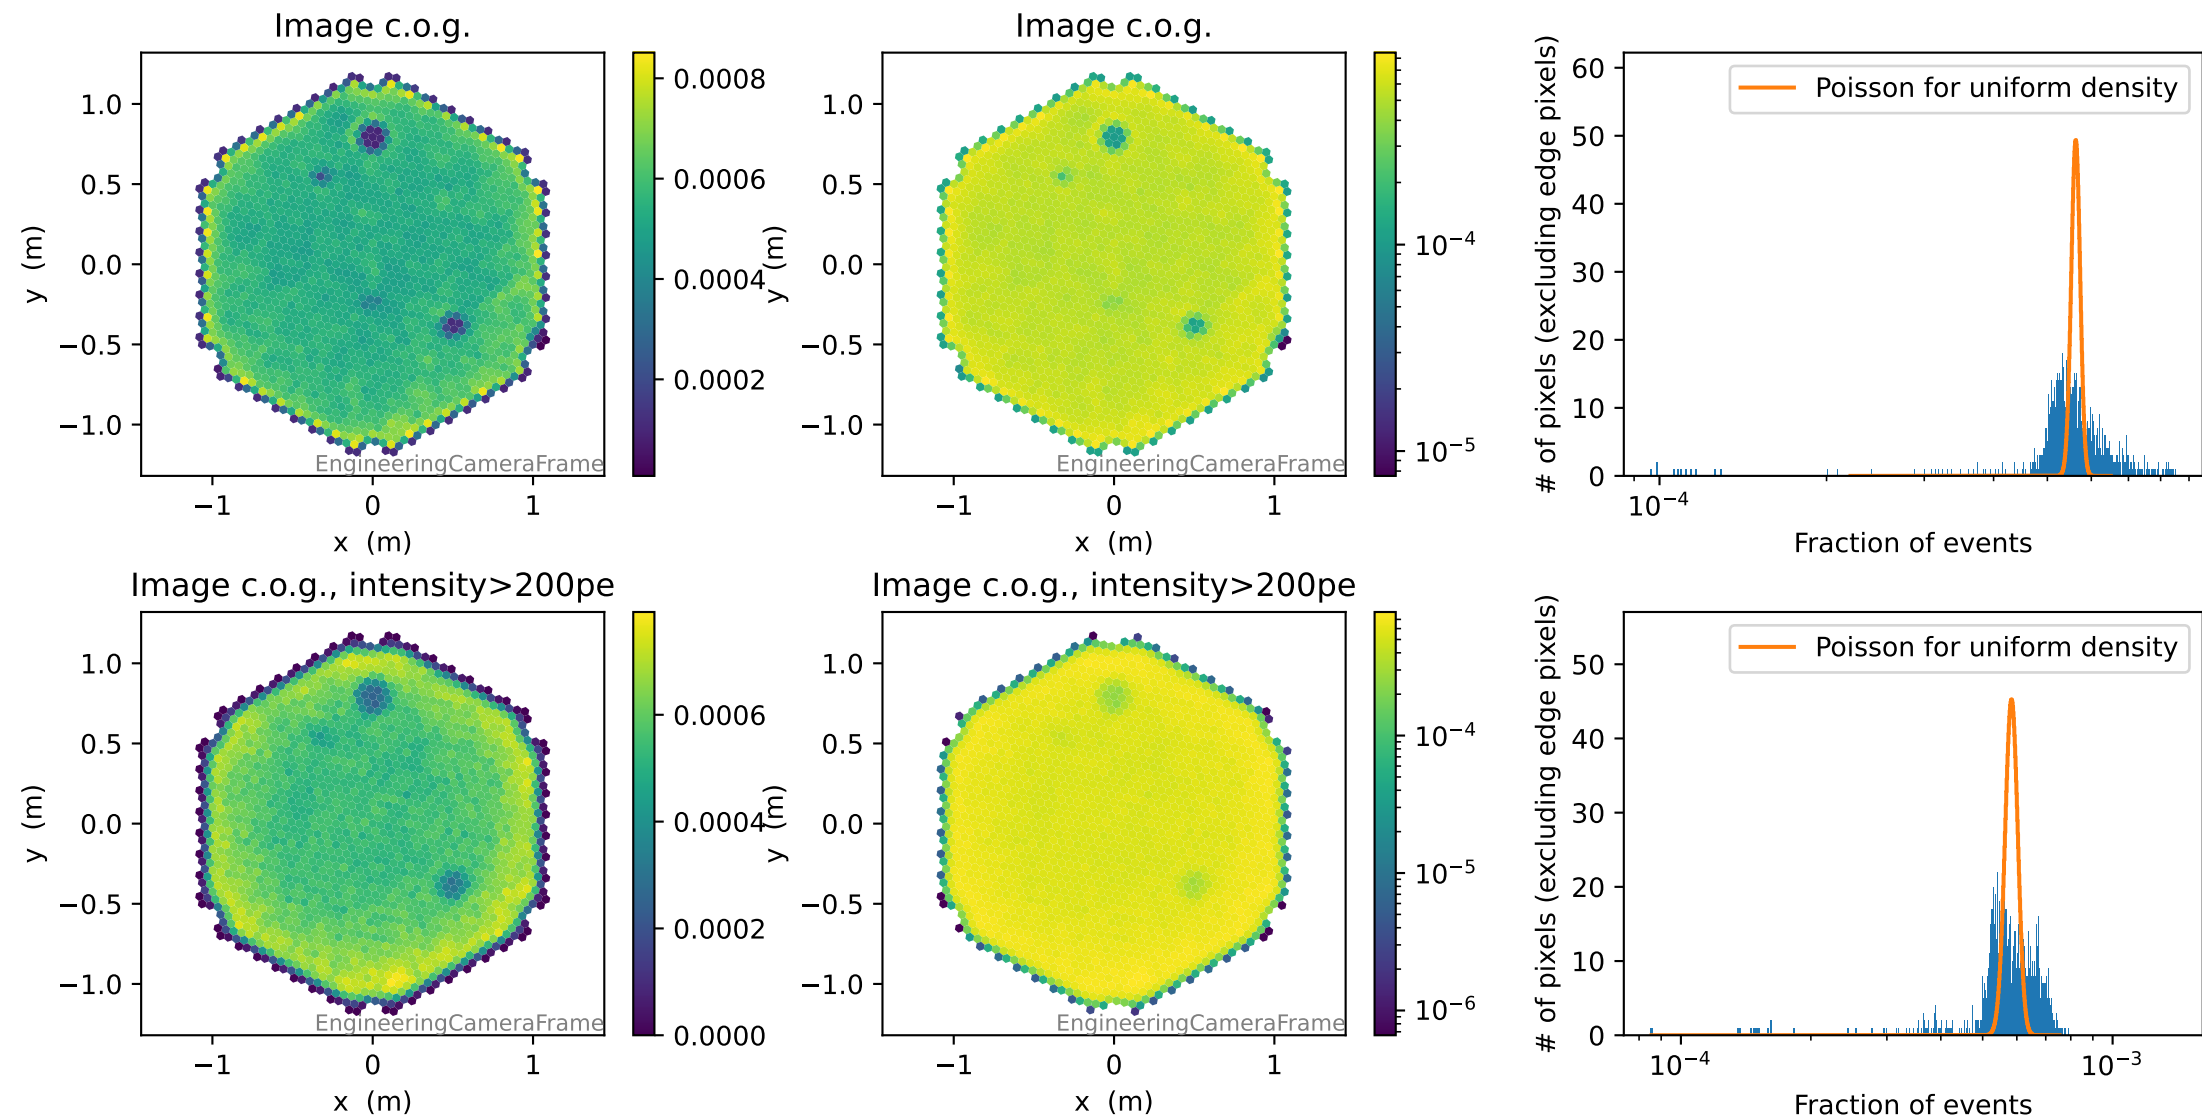 Image c.o.g.
1.0
0.5
0.0
−0.5
−1.0
y (m)
−1
0
1
x (m)
EngineeringCameraFrame
0.0008
0.0006
0.0004
0.0002
Image c.o.g.
1.0
0.5
0.0
−0.5
−1.0
y (m)
−1
0
1
x (m)
EngineeringCameraFrame
10−4
10−5
# of pixels (excluding edge pixels)
60
50
40
30
20
10
0
10−4
Fraction of events
Poisson for uniform density
Image c.o.g., intensity>200pe
1.0
0.5
0.0
−0.5
−1.0
y (m)
−1
0
1
x (m)
EngineeringCameraFrame
0.0006
0.0004
0.0002
0.0000
Image c.o.g., intensity>200pe
1.0
0.5
0.0
−0.5
−1.0
y (m)
−1
0
1
x (m)
EngineeringCameraFrame
10−4
10−5
10−6
# of pixels (excluding edge pixels)
50
40
30
20
10
0
10−4
10−3
Fraction of events
Poisson for uniform density